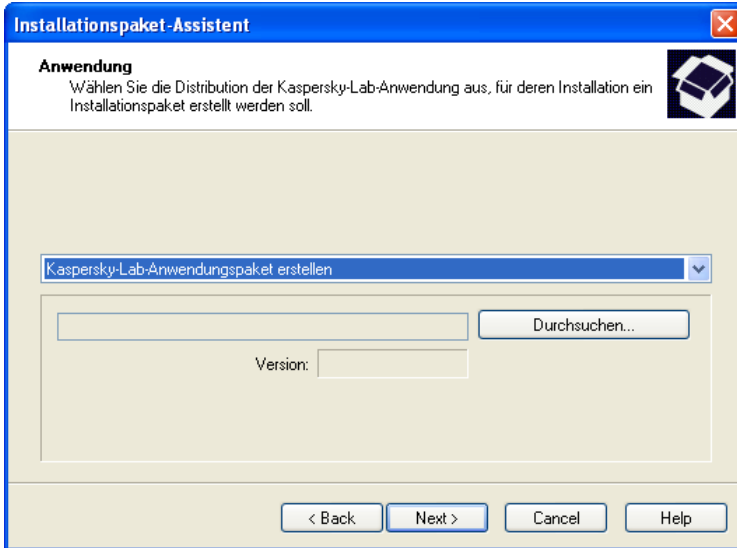 Installationspaket-Assistent
Anwendung
Wählen Sie die Distribution der Kaspersky-Lab-Anwendung aus, für deren Installation ein
Installationspaket erstellt werden soll.
Kaspersky-Lab-Anwendungspaket erstellen
Durchsuchen...
Version:
< Back
Next >
Cancel
Help